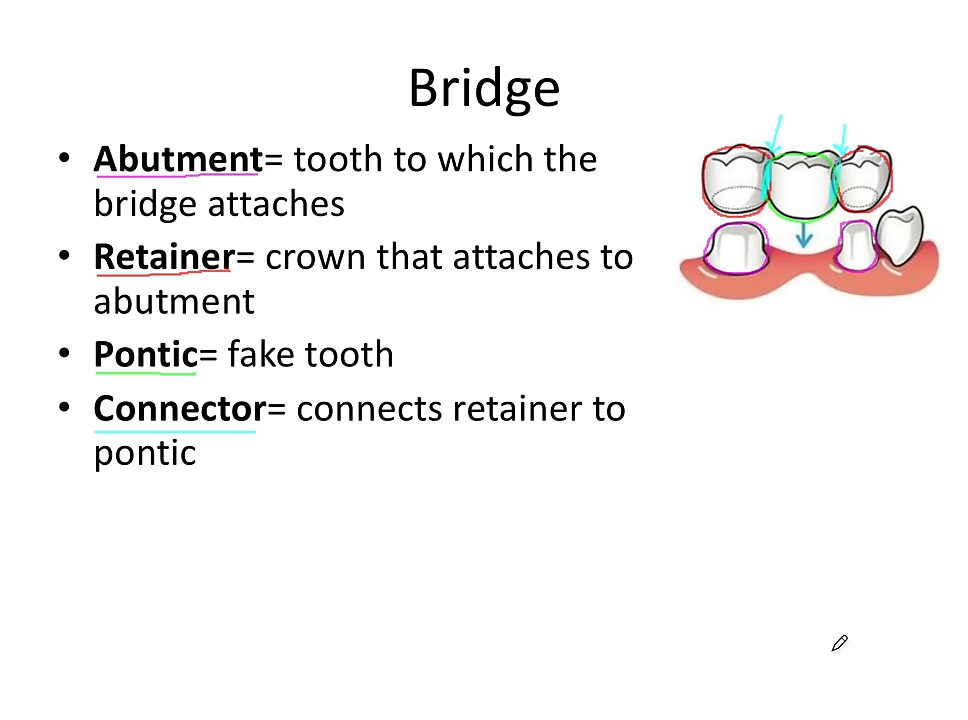 Bridge
• Abutment= tooth to which the
bridge attaches
• Retainer= crown that attaches to
abutment
• Pontic= fake tooth
• Connector= connects retainer to
pontic